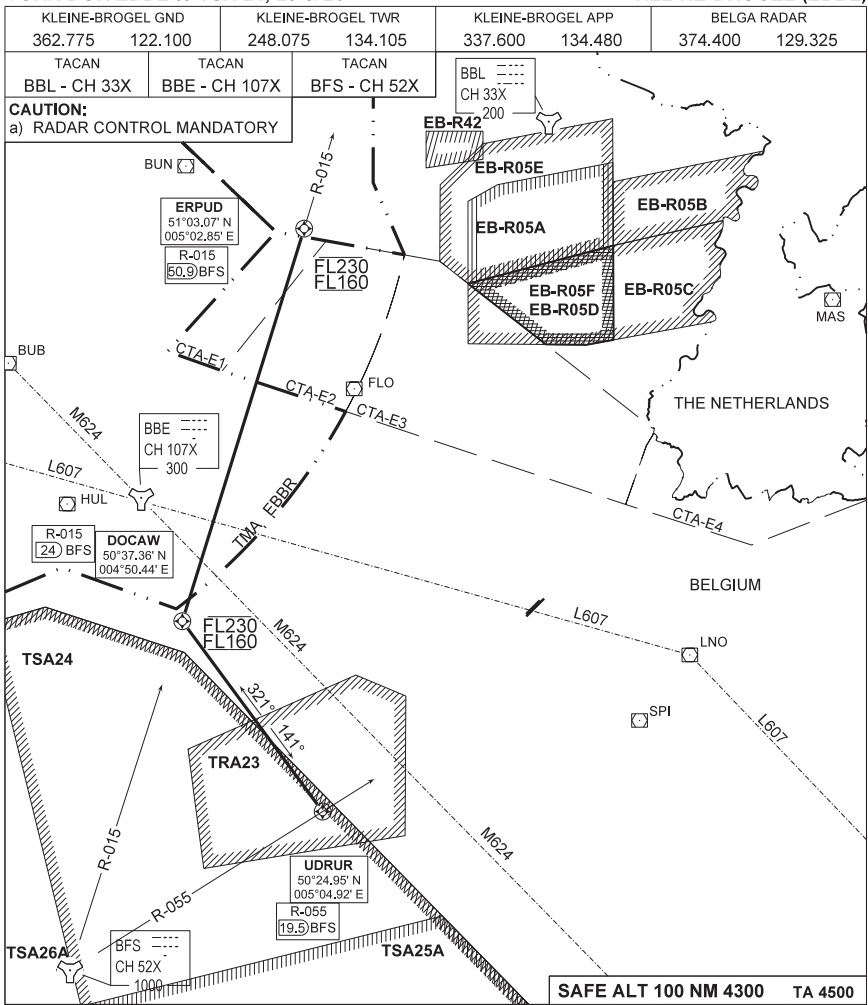 KLEINE-BROGEL GND
362.775 122.100
KLEINE-BROGEL TWR
248.075 134.105
KLEINE-BROGEL APP
337.600 134.480
BELGA RADAR
374.400 129.325
TACAN
BBL - CH 33X
TACAN
BBE - CH 107X
TACAN
BFS - CH 52X
CAUTION:
a) RADAR CONTROL MANDATORY
BBL
CH 33X
200
EB-R42
EB-R05E
EB-R05B
EB-R05A
EB-R05F
EB-R05D
EB-R05C
BUN
R-015
ERPUD
51°03.07' N
005°02.85' E
R-015
50.9 BFS
FL230
FL160
MAS
BUB
CTA-E1
CTA-E2
FLO
CTA-E3
THE NETHERLANDS
M624
BBE
CH 107X
300
L607
HUL
TMA EBBR
CTA-E4
R-015
24 BFS
DOCAW
50°37.36' N
004°50.44' E
BELGIUM
FL230
FL160
M624
L607
LNO
TSA24
321°
141°
SPI
L607
TRA23
R-015
M624
UDRUR
50°24.95' N
005°04.92' E
R-055
19.5 BFS
R-055
TSA26A
BFS
CH 52X
1000
TSA25A
SAFE ALT 100 NM 4300 TA 4500